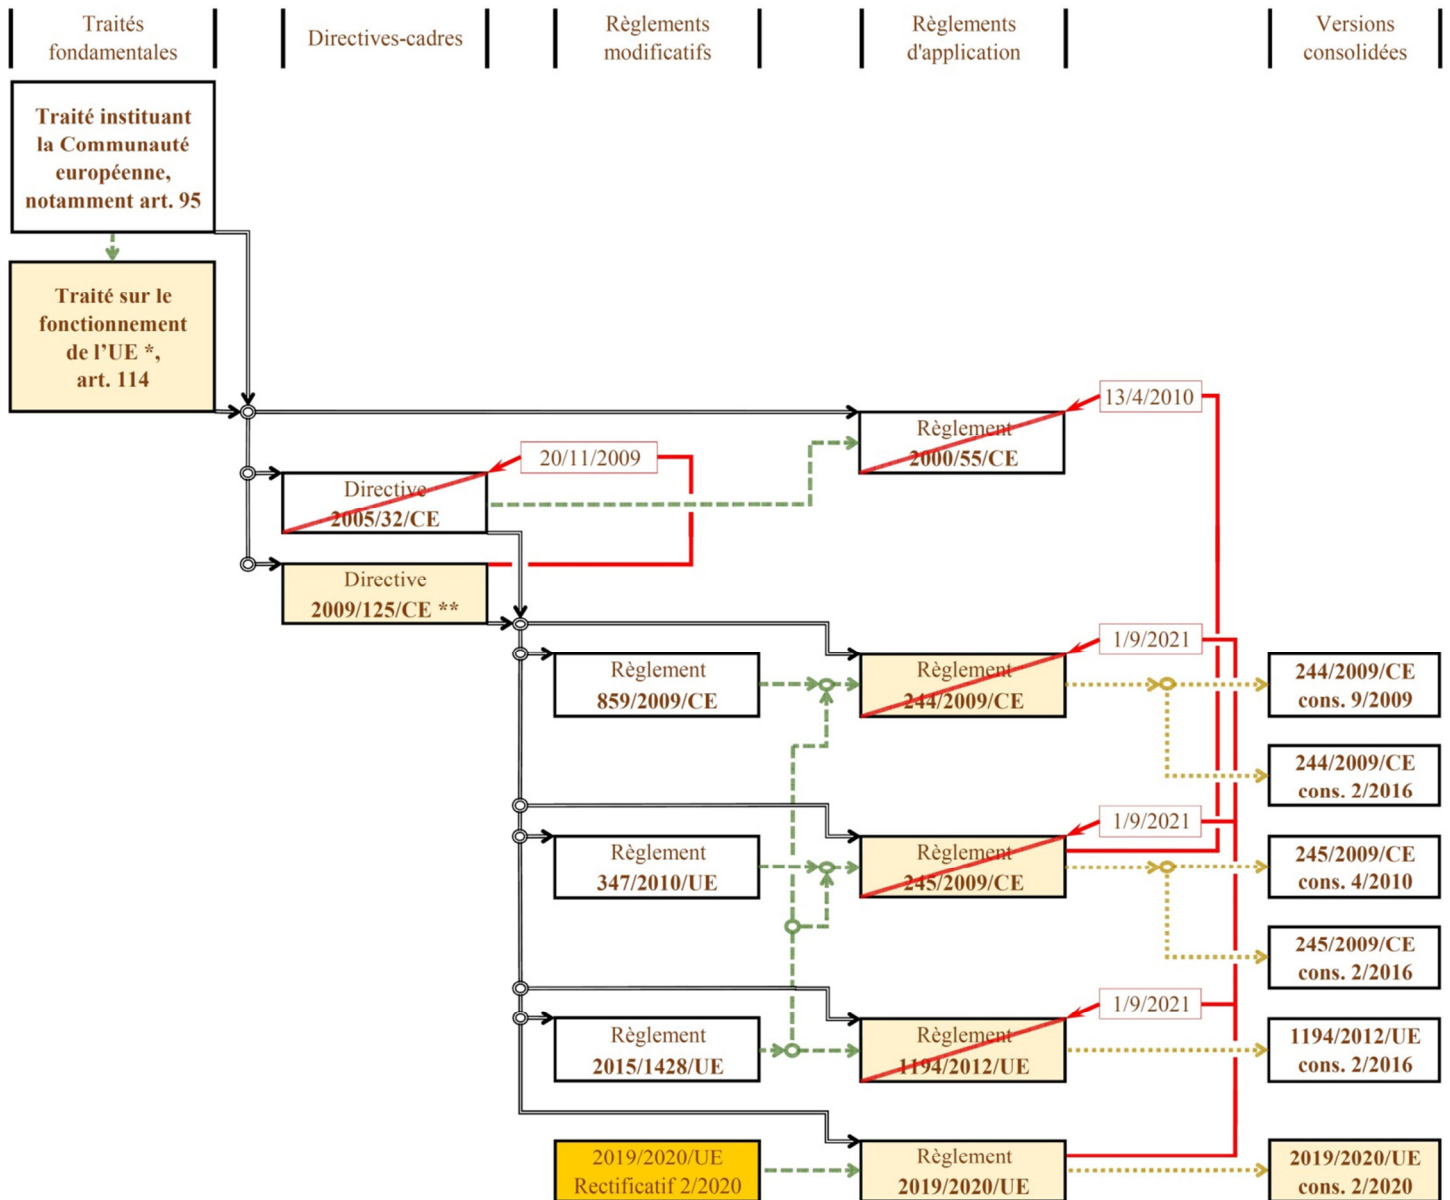 Traités
fondamentales
Directives-cadres
Règlements
modificatifs
Règlements
d'application
Versions
consolidées
Traité instituant
la Communauté
européenne,
notamment art. 95
Traité sur le
fonctionnement
de l’UE *,
art. 114
13/4/2010
Règlement
2000/55/CE
20/11/2009
Directive
2005/32/CE
Directive
2009/125/CE **
1/9/2021
Règlement
859/2009/CE
Règlement
244/2009/CE
244/2009/CE
cons. 9/2009
244/2009/CE
cons. 2/2016
1/9/2021
Règlement
347/2010/UE
Règlement
245/2009/CE
245/2009/CE
cons. 4/2010
245/2009/CE
cons. 2/2016
1/9/2021
Règlement
2015/1428/UE
Règlement
1194/2012/UE
1194/2012/UE
cons. 2/2016
2019/2020/UE
Rectificatif 2/2020
Règlement
2019/2020/UE
2019/2020/UE
cons. 2/2020